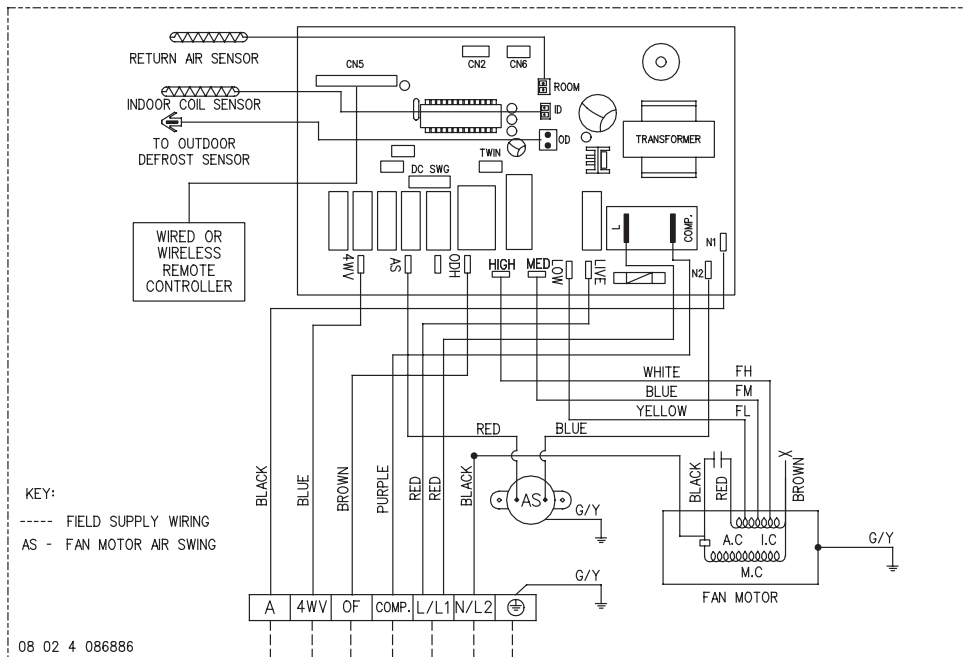 RETURN AIR SENSOR
CN5
CN2
CN6
ROOM
INDOOR COIL SENSOR
ID
TO OUTDOOR
DEFROST SENSOR
OD
TRANSFORMER
TWIN
DC SWG
WIRED OR
WIRELESS
REMOTE
CONTROLLER
L
COMP.
N1
4WV
AS
ODH
HIGH
MED
LOW
LIVE
N2
WHITE FH
BLUE FM
YELLOW FL
RED
BLUE
BLACK
BLUE
BROWN
PURPLE
RED
RED
BLACK
AS
G/Y
BLACK
RED
BROWN
KEY:
----- FIELD SUPPLY WIRING
AS - FAN MOTOR AIR SWING
A.C I.C
M.C
G/Y
FAN MOTOR
G/Y
A 4WV OF COMP. L/L1 N/L2
08 02 4 086886